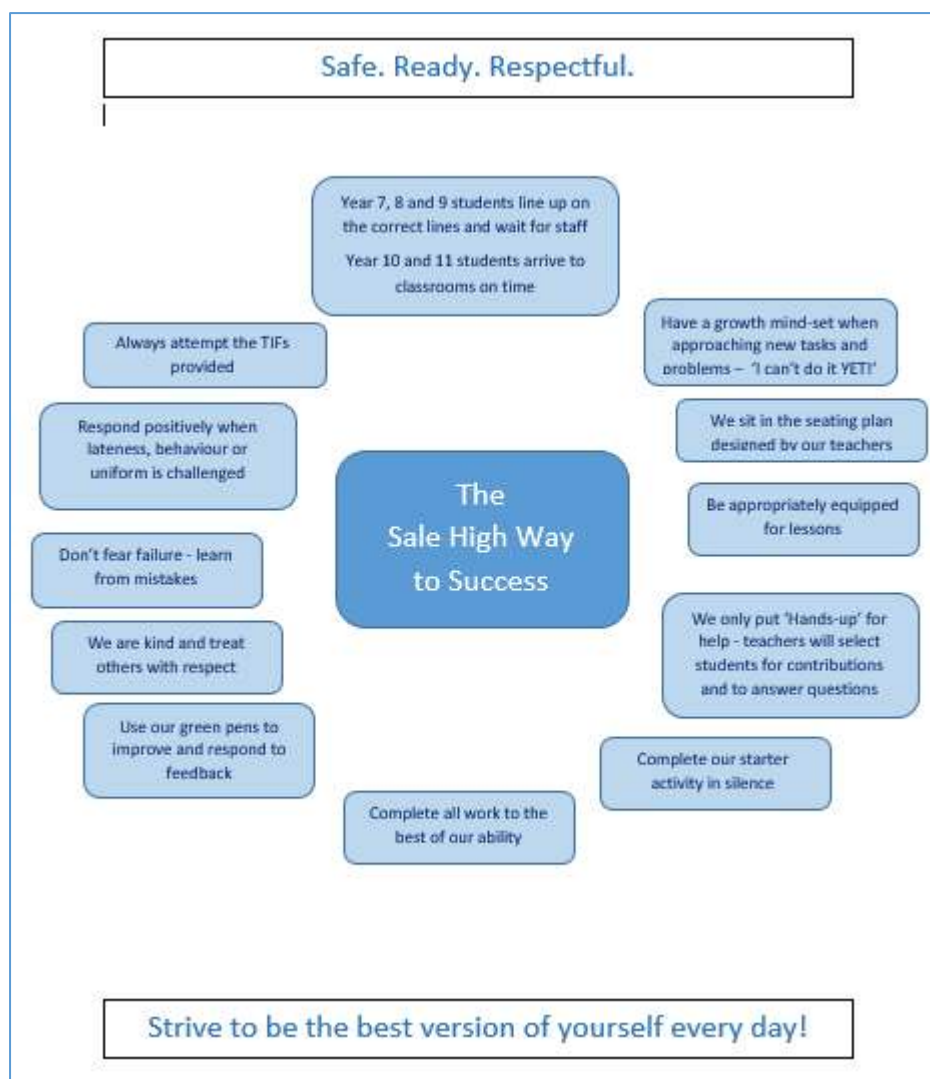 Safe. Ready. Respectful.
Year 7, 8 and 9 students line up on
the correct lines and wait for staff
Year 10 and 11 students arrive to
classrooms on time
Have a growth mind-set when
approaching new tasks and
problems – 'I can't do it YET!'
We sit in the seating plan
designed by our teachers
Be appropriately equipped
for lessons
We only put 'Hands-up' for
help - teachers will select
students for contributions
and to answer questions
Complete our starter
activity in silence
Complete all work to the
best of our ability
Use our green pens to
improve and respond to
feedback
We are kind and treat
others with respect
Don't fear failure - learn
from mistakes
Respond positively when
lateness, behaviour or
uniform is challenged
Always attempt the TIFs
provided
The
Sale High Way
to Success
Strive to be the best version of yourself every day!